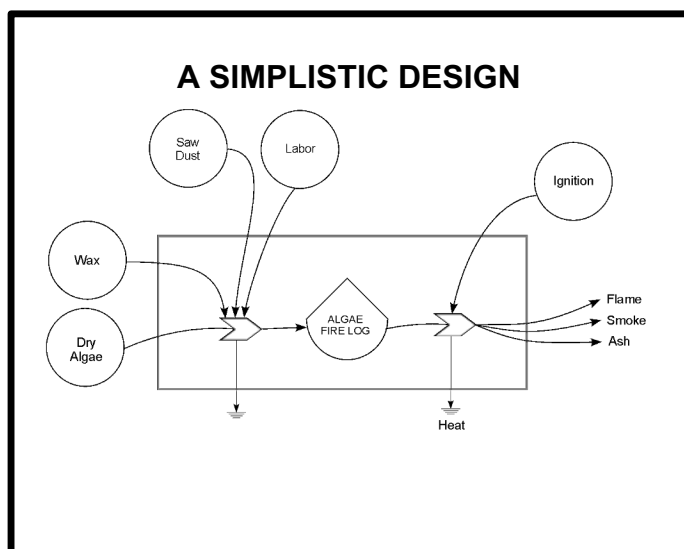 A SIMPLISTIC DESIGN
Saw
Dust
Labor
Ignition
Wax
Dry
Algae
ALGAE
FIRE LOG
Flame
Smoke
Ash
Heat